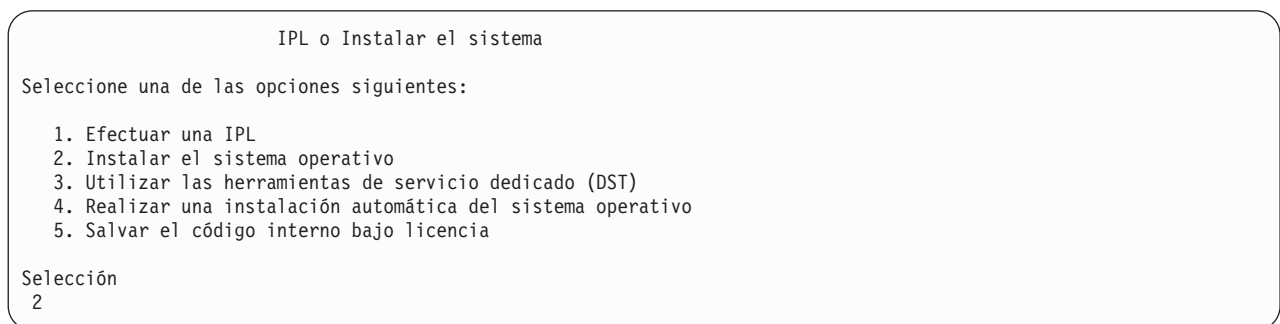 IPL o Instalar el sistema
Seleccione una de las opciones siguientes:
1. Efectuar una IPL
2. Instalar el sistema operativo
3. Utilizar las herramientas de servicio dedicado (DST)
4. Realizar una instalación automática del sistema operativo
5. Salvar el código interno bajo licencia
Selección
2